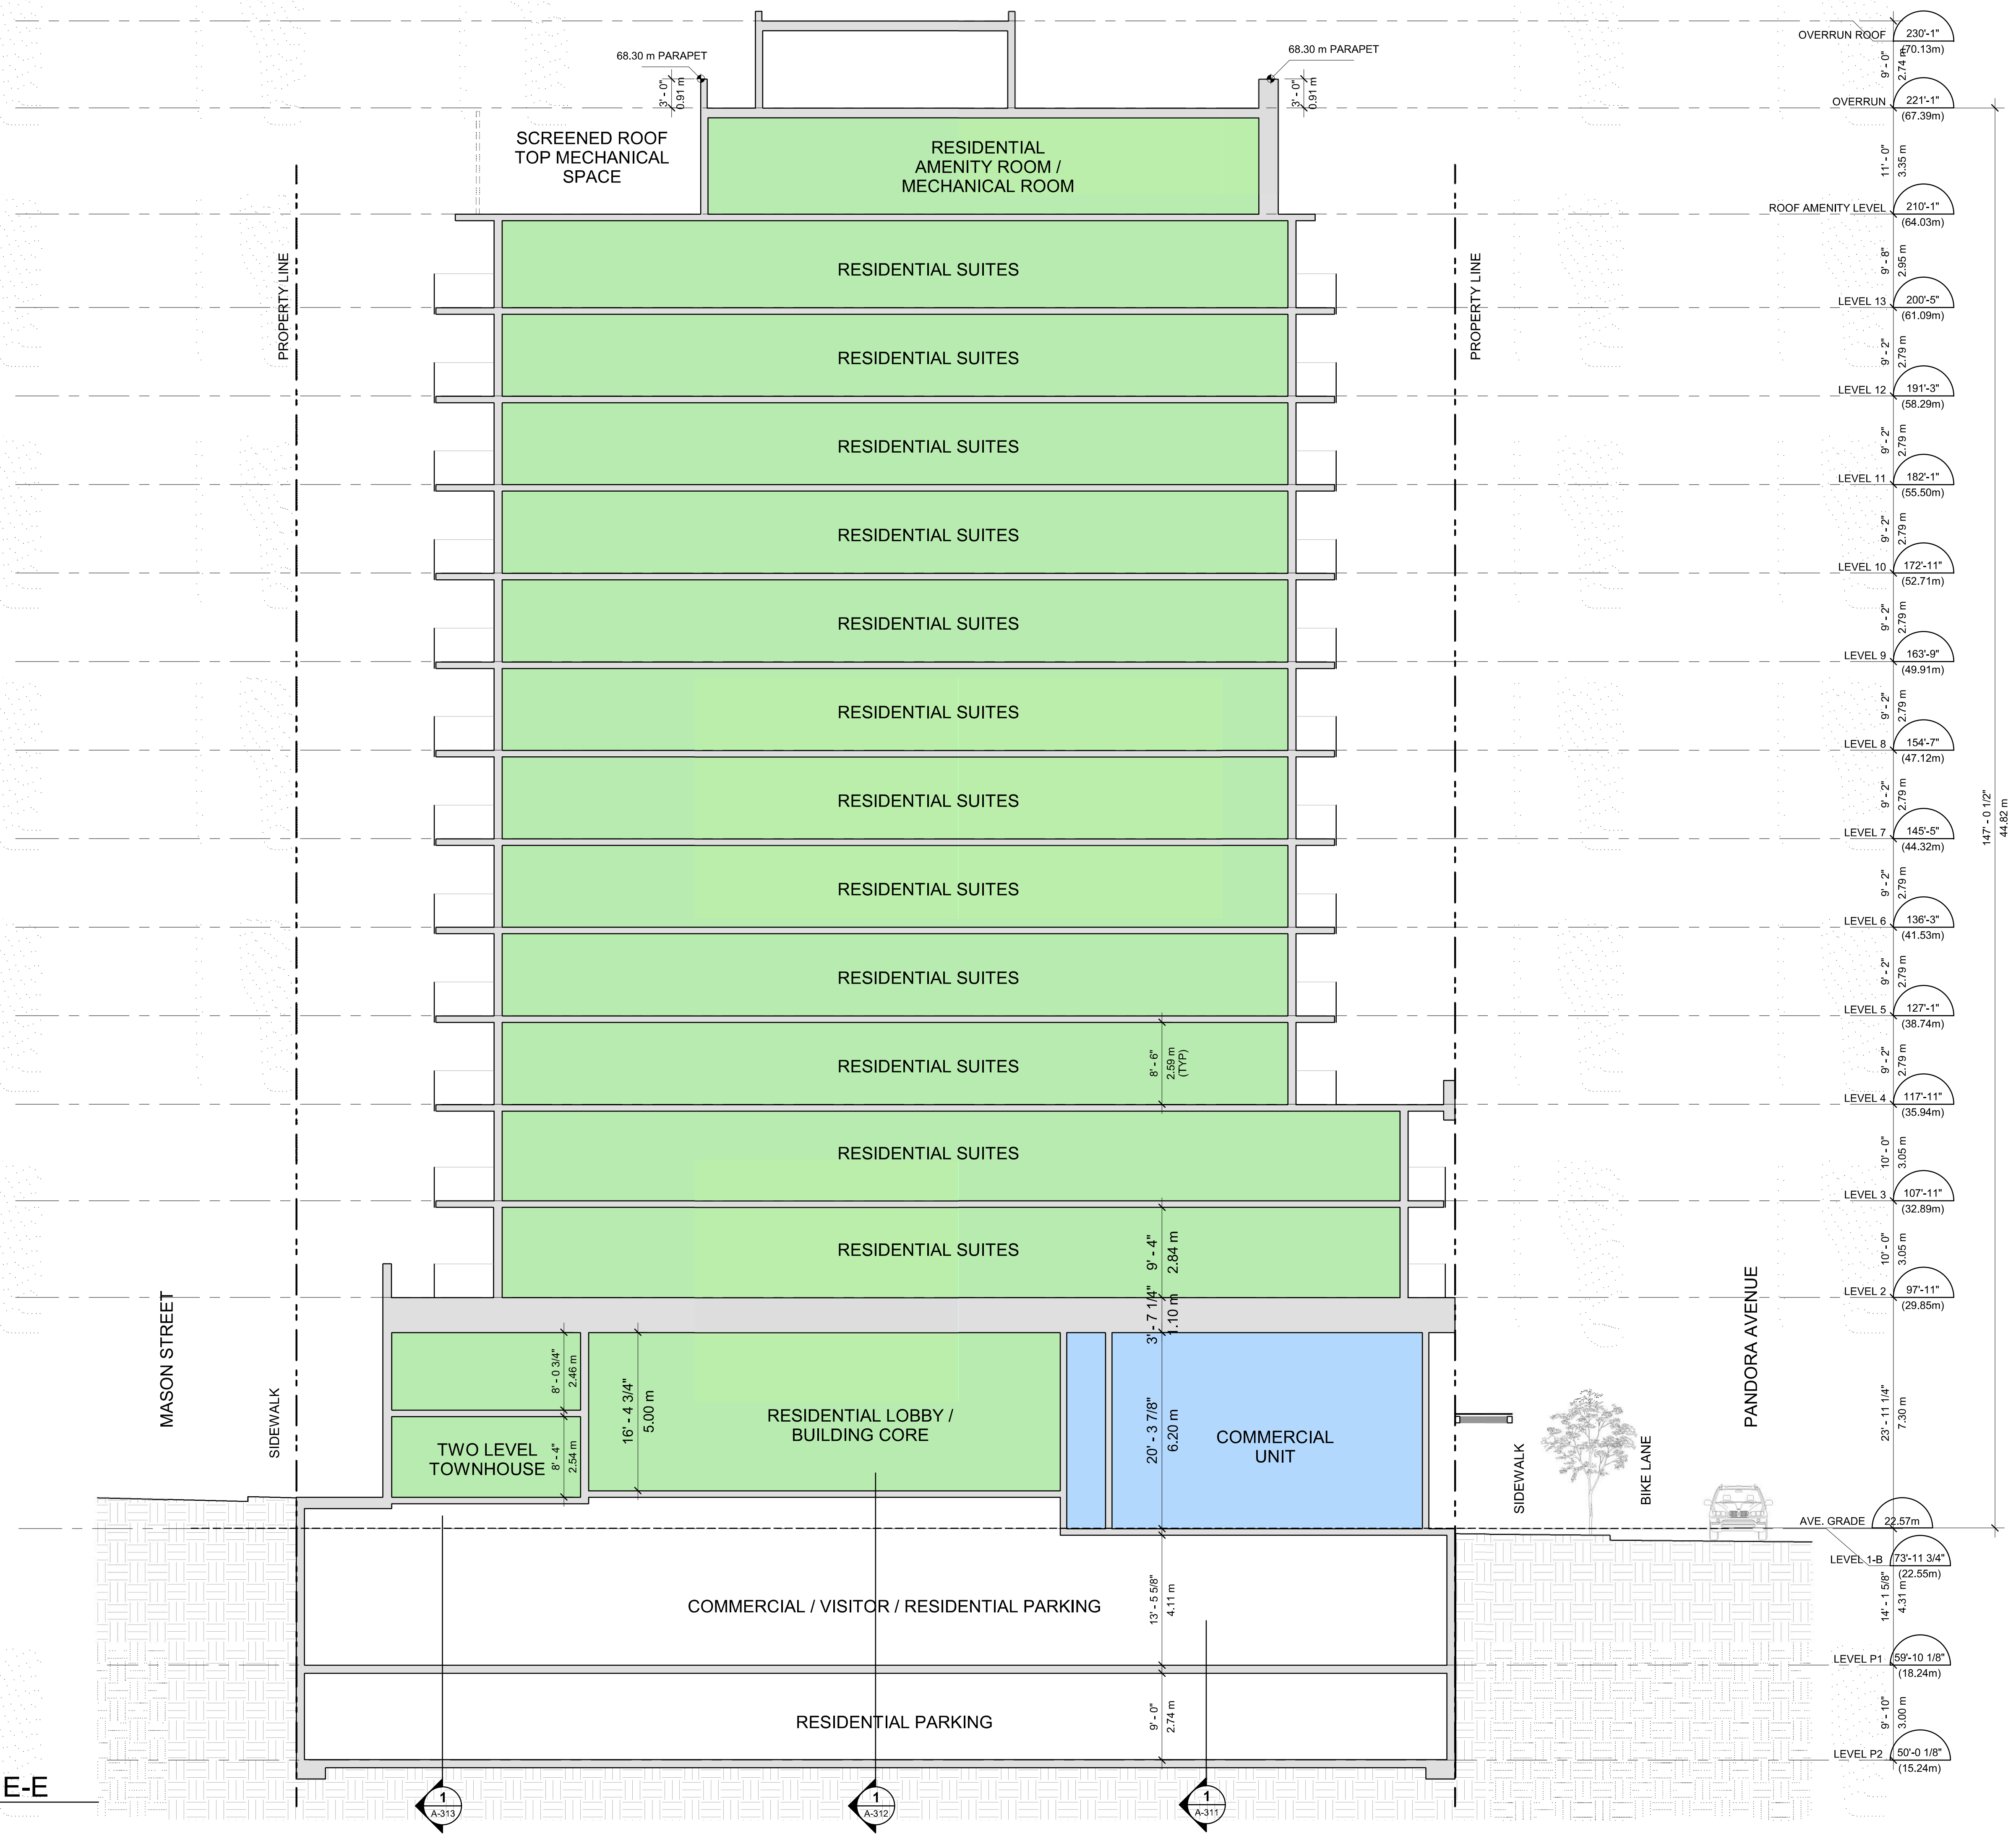 OVERRUN ROOF
230'-1"
(70.13m)
9' - 0"
2.74 m
68.30 m PARAPET
68.30 m PARAPET
3' - 0"
0.91 m
3' - 0"
0.91 m
OVERRUN
221'-1"
(67.39m)
SCREENED ROOF
TOP MECHANICAL
SPACE
RESIDENTIAL
AMENITY ROOM /
MECHANICAL ROOM
11' - 0"
3.35 m
ROOF AMENITY LEVEL
210'-1"
(64.03m)
PROPERTY LINE
PROPERTY LINE
RESIDENTIAL SUITES
9' - 8"
2.95 m
LEVEL 13
200'-5"
(61.09m)
RESIDENTIAL SUITES
9' - 2"
2.79 m
LEVEL 12
191'-3"
(58.29m)
RESIDENTIAL SUITES
9' - 2"
2.79 m
LEVEL 11
182'-1"
(55.50m)
RESIDENTIAL SUITES
9' - 2"
2.79 m
LEVEL 10
172'-11"
(52.71m)
RESIDENTIAL SUITES
9' - 2"
2.79 m
LEVEL 9
163'-9"
(49.91m)
RESIDENTIAL SUITES
9' - 2"
2.79 m
LEVEL 8
154'-7"
(47.12m)
RESIDENTIAL SUITES
9' - 2"
2.79 m
147' - 0 1/2"
44.82 m
LEVEL 7
145'-5"
(44.32m)
RESIDENTIAL SUITES
9' - 2"
2.79 m
LEVEL 6
136'-3"
(41.53m)
RESIDENTIAL SUITES
9' - 2"
2.79 m
LEVEL 5
127'-1"
(38.74m)
RESIDENTIAL SUITES
8' - 6"
2.59 m
(TYP)
9' - 2"
2.79 m
LEVEL 4
117'-11"
(35.94m)
RESIDENTIAL SUITES
10' - 0"
3.05 m
LEVEL 3
107'-11"
(32.89m)
RESIDENTIAL SUITES
9' - 4"
2.84 m
10' - 0"
3.05 m
LEVEL 2
97'-11"
(29.85m)
3' - 7 1/4"
1.10 m
MASON STREET
SIDEWALK
8' - 0 3/4"
2.46 m
TWO LEVEL
TOWNHOUSE
8' - 4"
2.54 m
16' - 4 3/4"
5.00 m
RESIDENTIAL LOBBY /
BUILDING CORE
20' - 3 7/8"
6.20 m
COMMERCIAL
UNIT
SIDEWALK
BIKE LANE
PANDORA AVENUE
23' - 11 1/4"
7.30 m
AVE. GRADE
22.57m
LEVEL 1-B
73'-11 3/4"
(22.55m)
COMMERCIAL / VISITOR / RESIDENTIAL PARKING
13' - 5 5/8"
4.11 m
14' - 1 5/8"
4.31 m
LEVEL P1
59'-10 1/8"
(18.24m)
RESIDENTIAL PARKING
9' - 0"
2.74 m
9' - 10"
3.00 m
LEVEL P2
50'-0 1/8"
(15.24m)
E-E
1
A-313
1
A-312
1
A-311